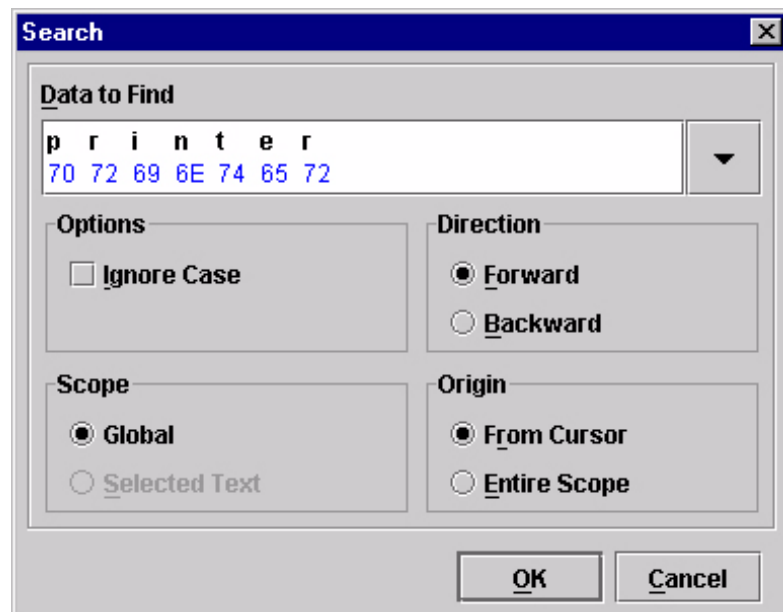 Search
Data to Find
p r i n t e r
70 72 69 6E 74 65 72
Options
Ignore Case
Direction
Forward
Backward
Scope
Global
Selected Text
Origin
From Cursor
Entire Scope
OK Cancel